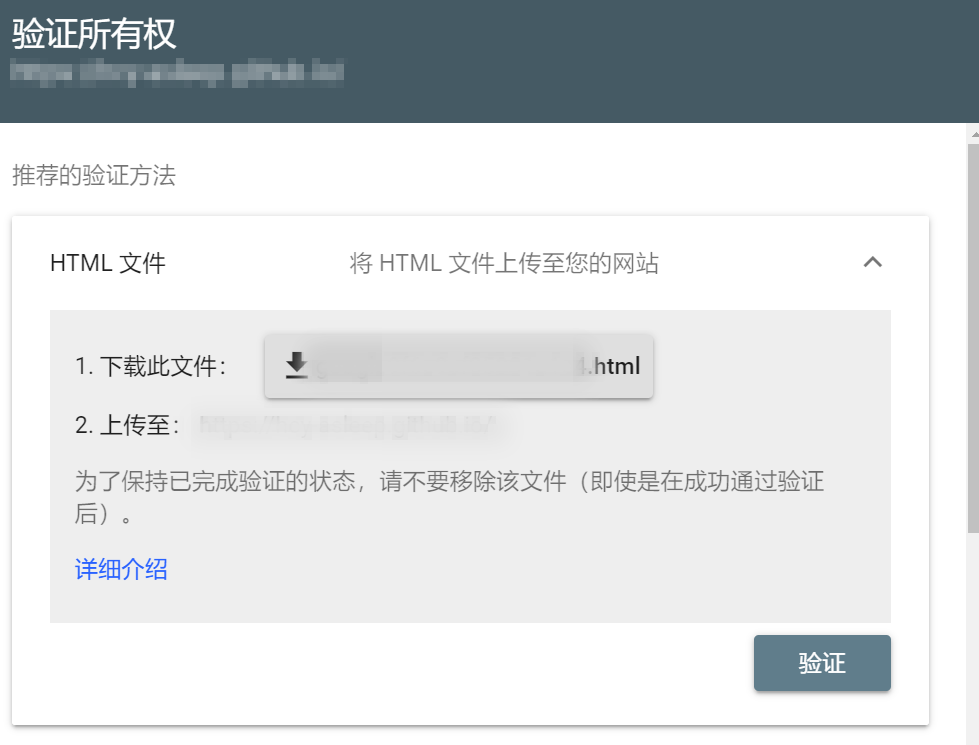 验证所有权
推荐的验证方法
HTML 文件
将 HTML 文件上传至您的网站
1. 下载此文件：
.html
2. 上传至：
为了保持已完成验证的状态，请不要移除该文件（即使是在成功通过验证
后）。
详细介绍
验证